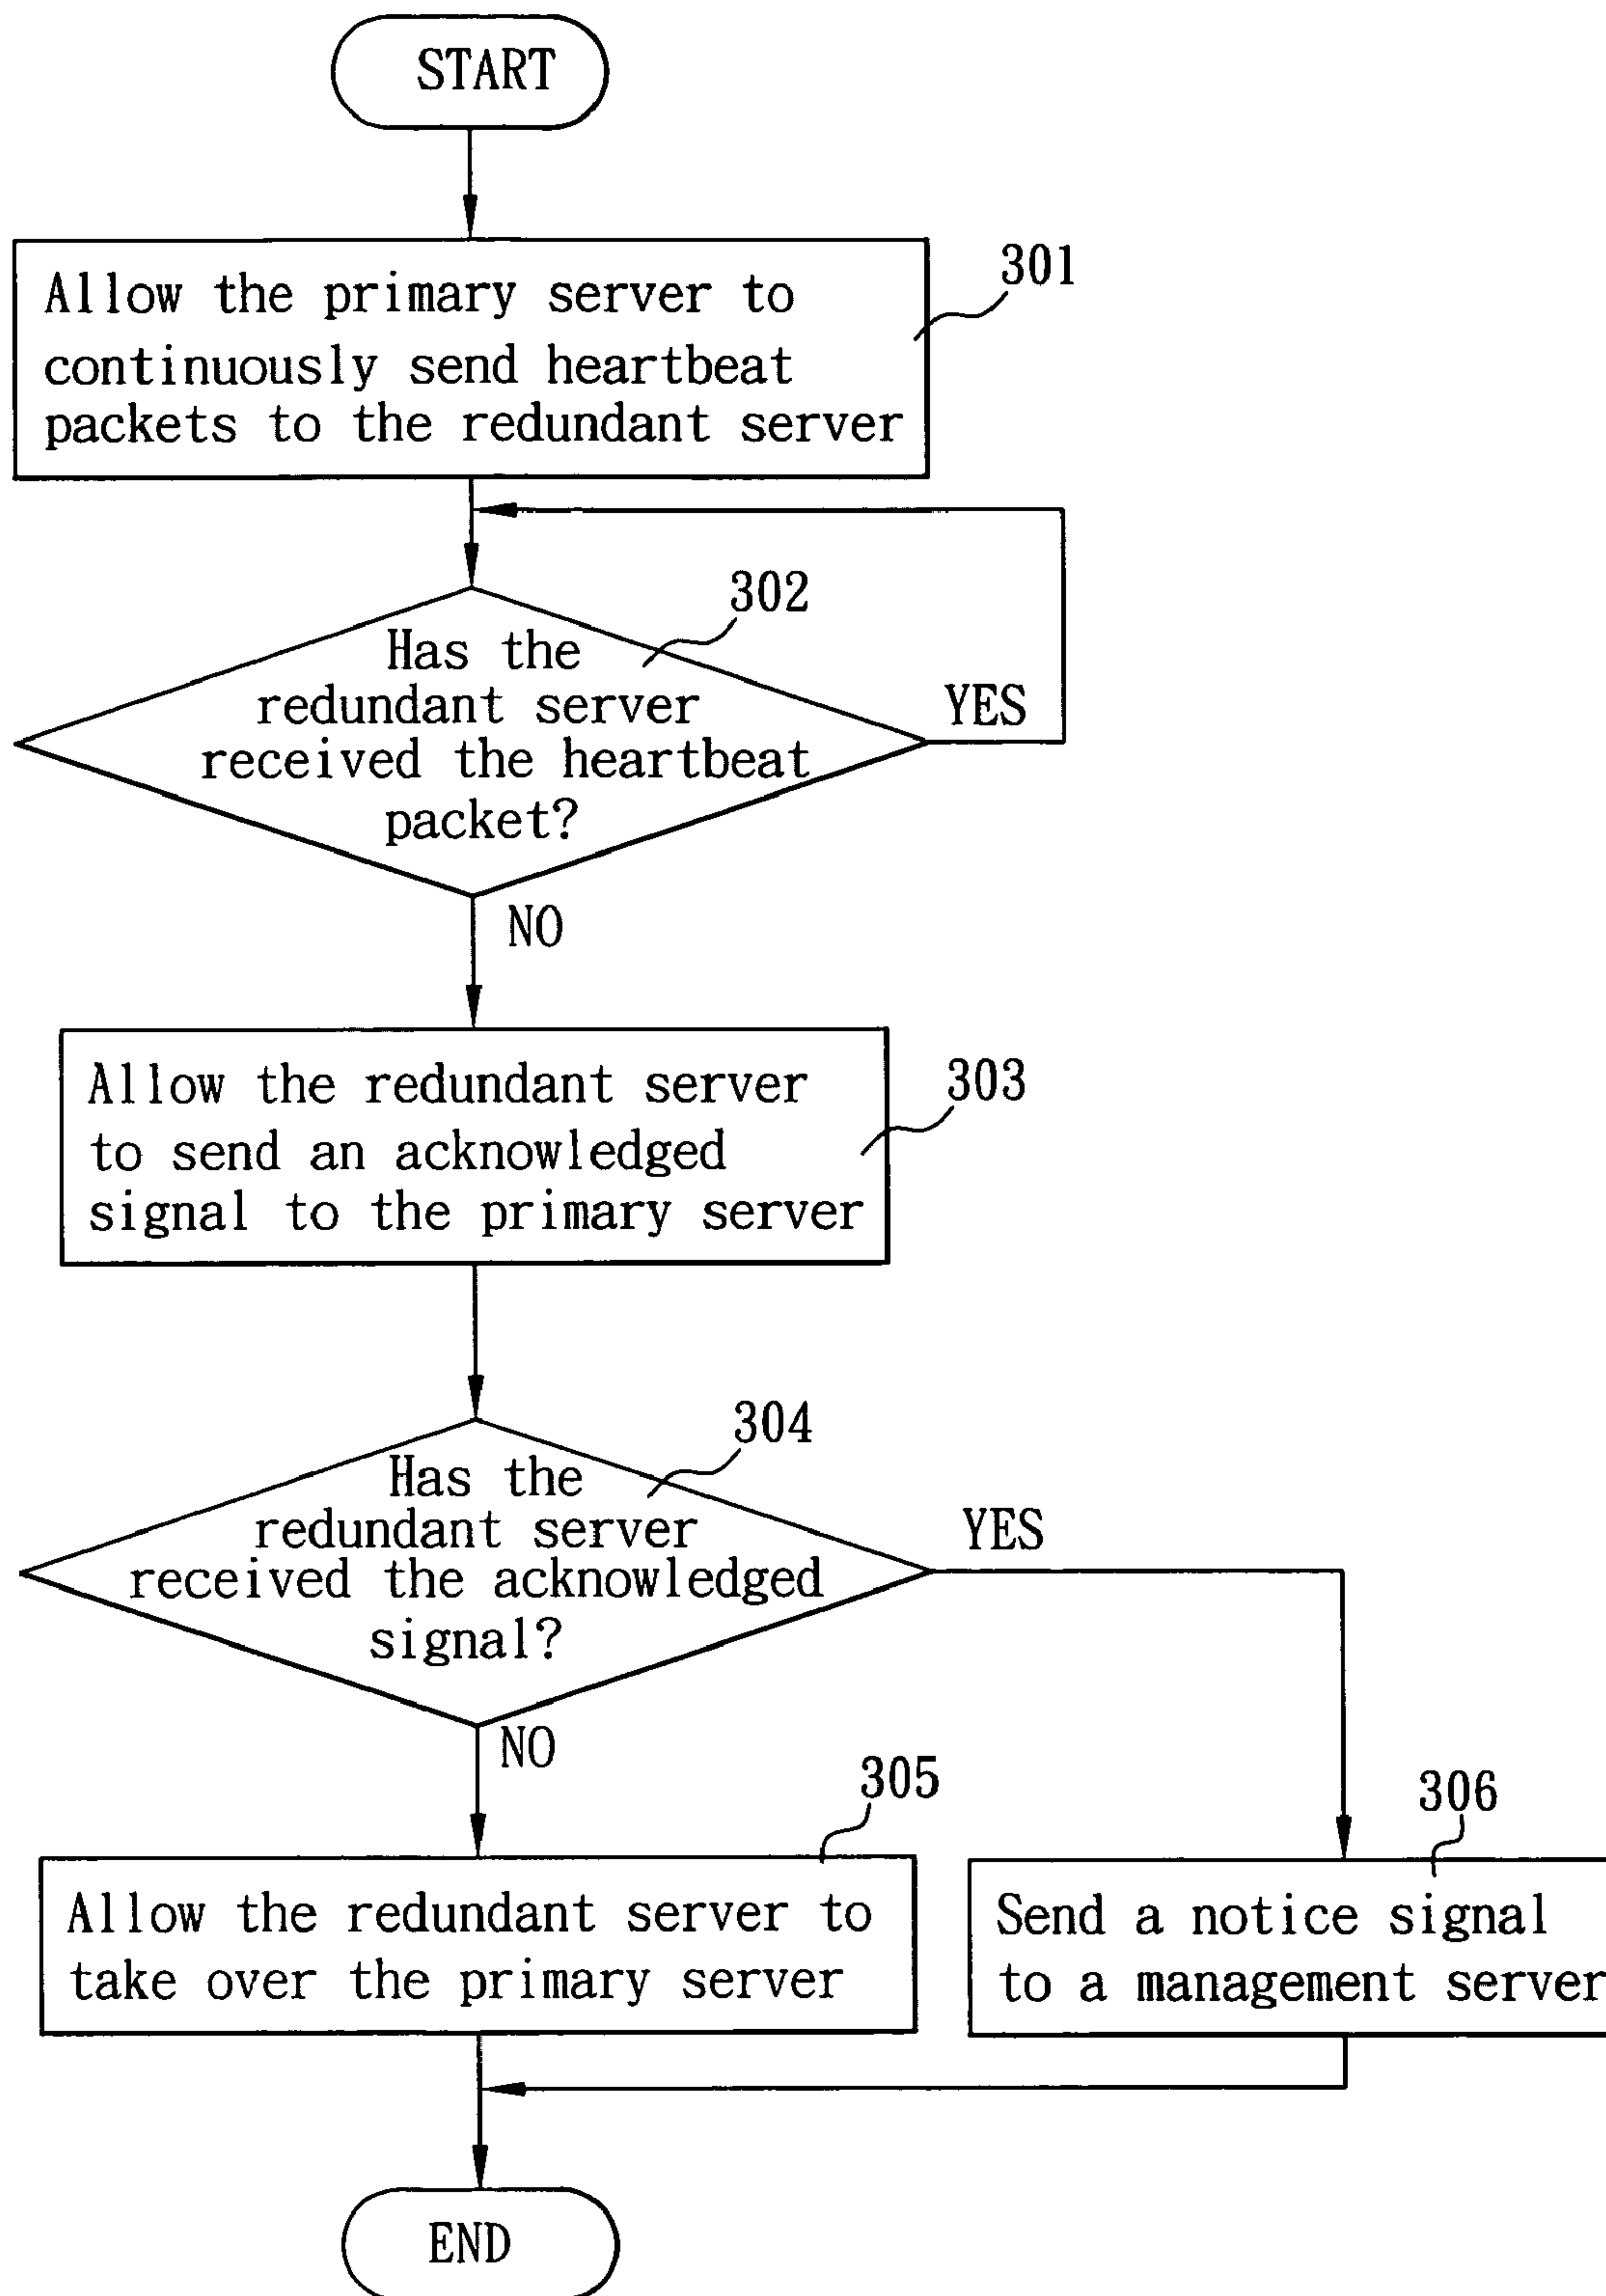 START
301
Allow the primary server to
continuously send heartbeat
packets to the redundant server
302
Has the
redundant server
received the heartbeat
packet?
YES
NO
303
Allow the redundant server
to send an acknowledged
signal to the primary server
304
Has the
redundant server
received the acknowledged
signal?
YES
NO
305
Allow the redundant server to
take over the primary server
306
Send a notice signal
to a management server
END